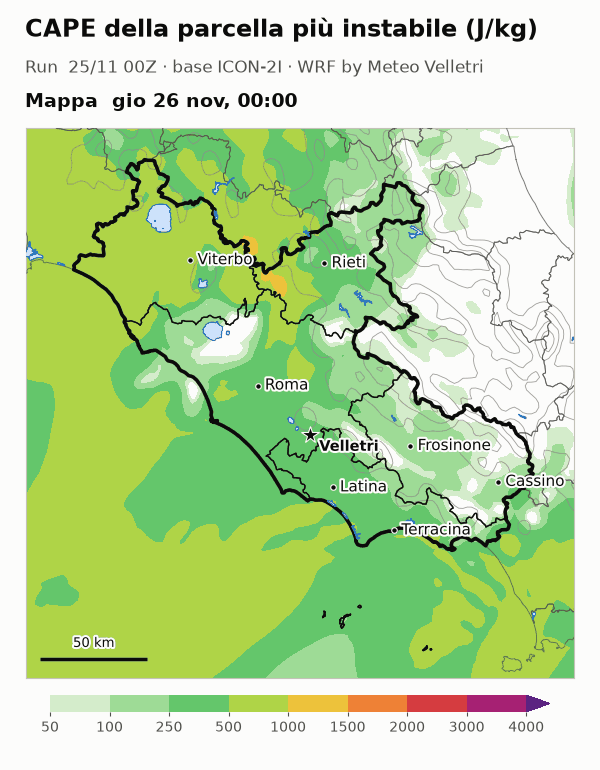 CAPE della parcella più instabile (J/kg)
Run 25/11 00Z · base ICON-2I · WRF by Meteo Velletri
Mappa gio 26 nov, 00:00
Viterbo
Rieti
Roma
Velletri
Frosinone
Latina
Cassino
Terracina
50 km
50 100 250 500 1000 1500 2000 3000 4000